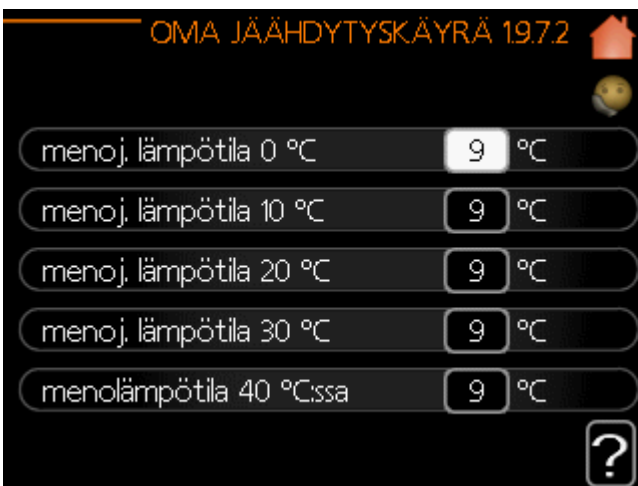 OMA JÄÄHDYTYSKÄYRÄ 1.9.7.2
menoj. lämpötila 0 °C 9 °C
menoj. lämpötila 10 °C 9 °C
menoj. lämpötila 20 °C 9 °C
menoj. lämpötila 30 °C 9 °C
menolämpötila 40 °C:ssa 9 °C
?